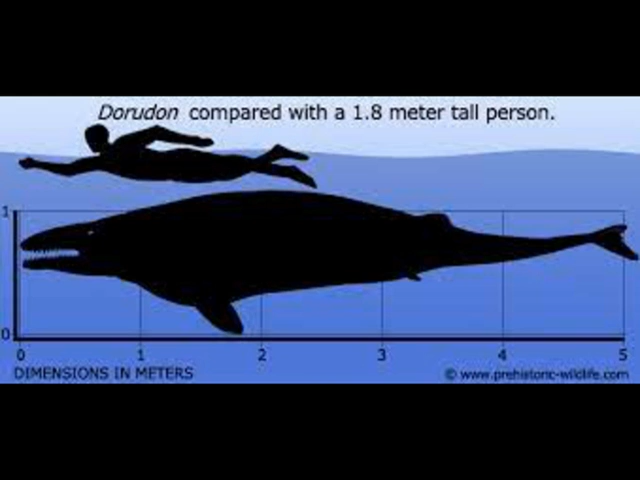 Dorudon compared with a 1.8 meter tall person.
1
0
0 1 2 3 4 5
DIMENSIONS IN METERS © www.prehistoric-wildlife.com